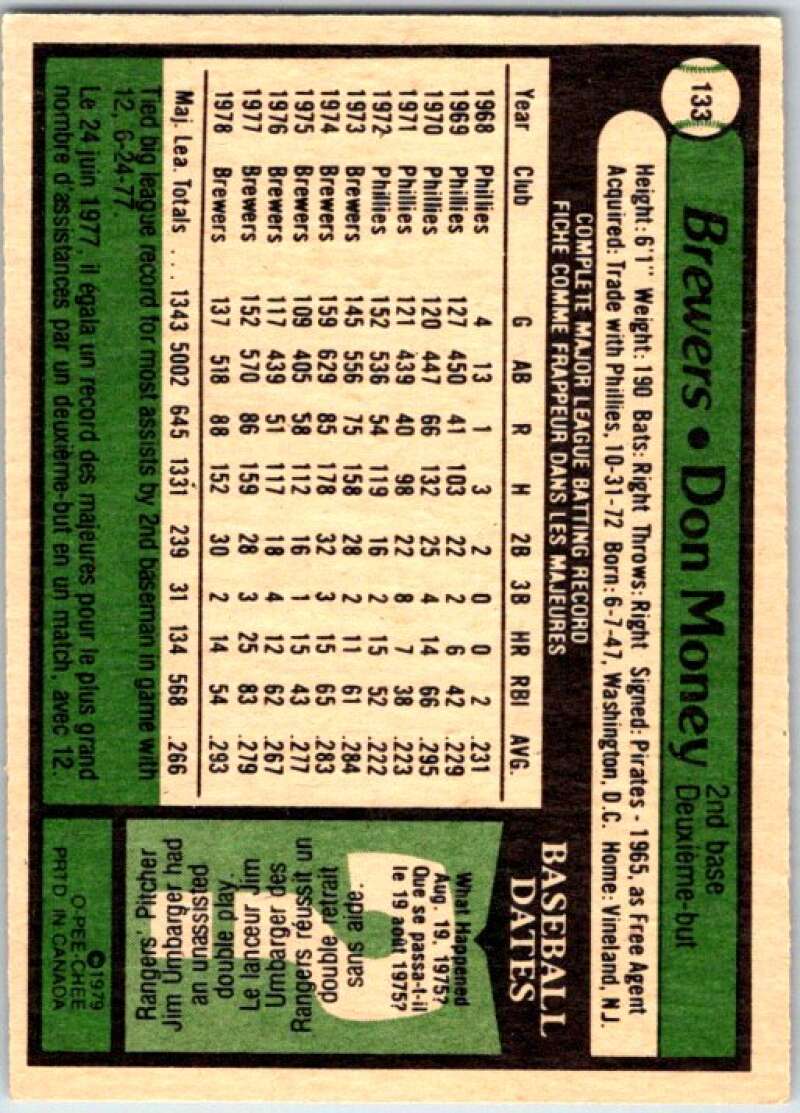 133
Brewers • Don Money
2nd base
Deuxième-but
Height: 6'1" Weight: 190 Bats: Right Throws: Right Signed: Pirates - 1965, as Free Agent
Acquired: Trade with Phillies, 10-31-72 Born: 6-7-47, Washington, D.C. Home: Vineland, N.J.
COMPLETE MAJOR LEAGUE BATTING RECORD
FICHE COMME FRAPPEUR DANS LES MAJEURES
Year Club G AB R H 2B 3B HR RBI AVG.
1968 Phillies 4 13 1 3 2 0 0 2 .231
1969 Phillies 127 450 41 103 22 2 6 42 .229
1970 Phillies 120 447 66 132 25 4 14 66 .295
1971 Phillies 121 439 40 98 22 8 7 38 .223
1972 Phillies 152 536 54 119 16 2 15 52 .222
1973 Brewers 145 556 75 158 28 2 11 61 .284
1974 Brewers 159 629 85 178 32 3 15 65 .283
1975 Brewers 109 405 58 112 16 1 15 43 .277
1976 Brewers 117 439 51 117 18 4 12 62 .267
1977 Brewers 152 570 86 159 28 3 25 83 .279
1978 Brewers 137 518 88 152 30 2 14 54 .293
Maj. Lea. Totals . . . 1343 5002 645 1331 239 31 134 568 .266
Tied big league record for most assists by 2nd baseman in game with
12, 6-24-77.
Le 24 juin 1977, il égala un record des majeures pour le plus grand
nombre d'assistances par un deuxième-but en un match, avec 12.
BASEBALL
DATES
What Happened
Aug. 19, 1975?
Que se passa-t-il
le 19 août 1975?
Rangers' Pitcher
Jim Umbarger had
an unassisted
double play.
Le lanceur Jim
Umbarger des
Rangers réussit un
double retrait
sans aide.
© 1979
O-PEE-CHEE
PRT'D. IN CANADA